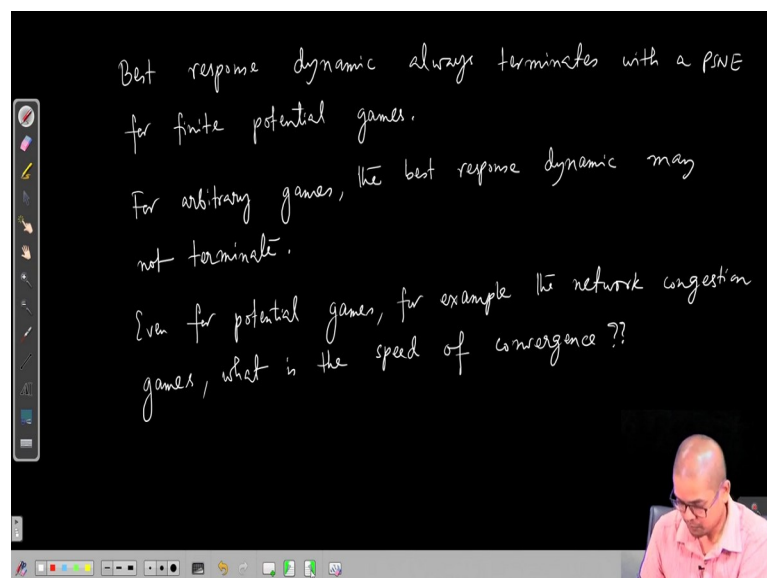 Best response dynamic always terminates with a PSNE
for finite potential games.
For arbitrary games, the best response dynamic may
not terminate.
Even for potential games, for example the network congestion
games, what is the speed of convergence ??